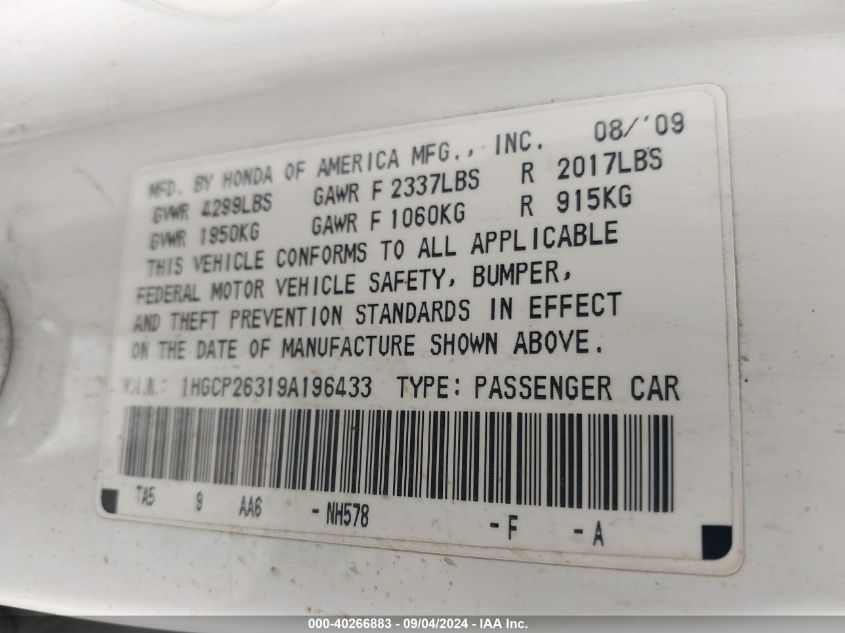 MFD. BY HONDA OF AMERICA MFG., INC. 08/'09
GVWR 4299LBS GAWR F 2337LBS R 2017LBS
GVWR 1950KG GAWR F 1060KG R 915KG
THIS VEHICLE CONFORMS TO ALL APPLICABLE
FEDERAL MOTOR VEHICLE SAFETY, BUMPER,
AND THEFT PREVENTION STANDARDS IN EFFECT
ON THE DATE OF MANUFACTURE SHOWN ABOVE.
V.I.N.: 1HGCP26319A196433 TYPE: PASSENGER CAR
TA5 9 AA6 -NH578 -F -A
000-40266883 - 09/04/2024 - IAA Inc.